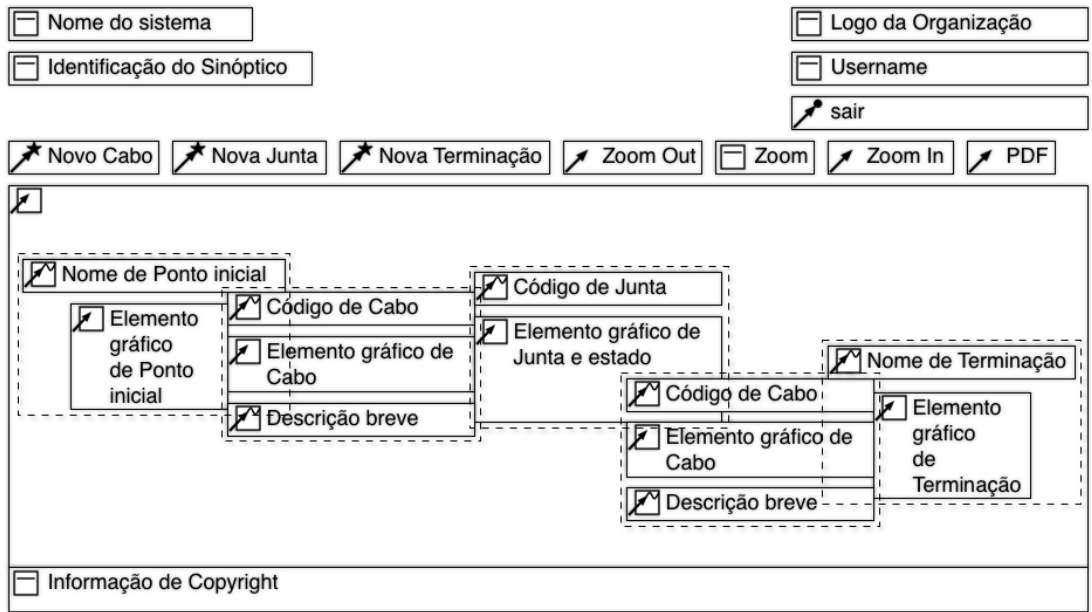 Nome do sistema
Logo da Organização
Identificação do Sinóptico
Username
sair
Novo Cabo
Nova Junta
Nova Terminação
Zoom Out
Zoom
Zoom In
PDF
Nome de Ponto inicial
Elemento
gráfico
de Ponto
inicial
Código de Cabo
Elemento gráfico de
Cabo
Descrição breve
Código de Junta
Elemento gráfico de
Junta e estado
Código de Cabo
Elemento gráfico de
Cabo
Descrição breve
Nome de Terminação
Elemento
gráfico
de
Terminação
Informação de Copyright